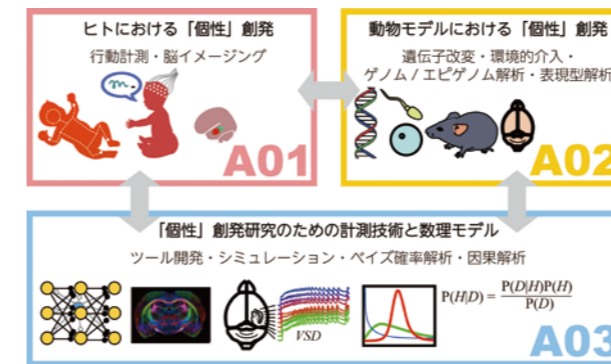 ヒトにおける「個性」創発
行動計測・脳イメージング
m.
A01
動物モデルにおける「個性」創発
遺伝子改変・環境的介入・
ゲノム / エピゲノム解析・表現型解析
A02
「個性」創発研究のための計測技術と数理モデル
ツール開発・シミュレーション・ベイズ確率解析・因果解析
VSD
P(H|D) = P(D|H)P(H)
P(D)
A03